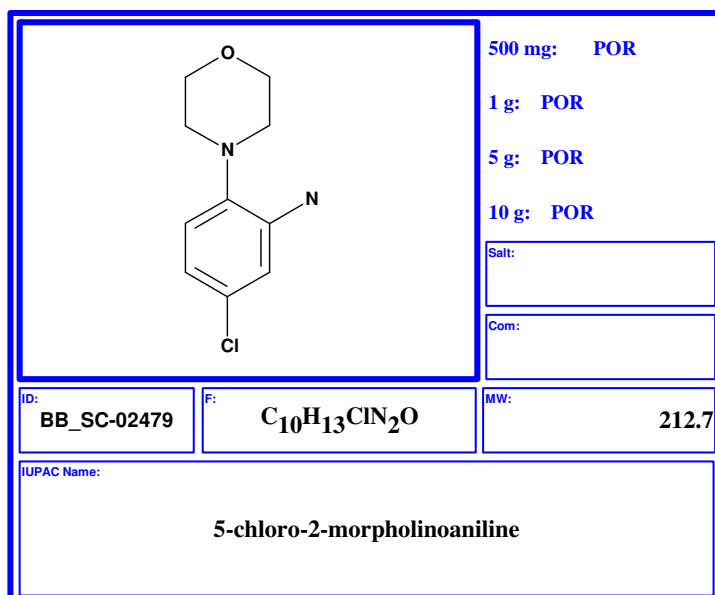 O
N
N
Cl
500 mg: POR
1 g: POR
5 g: POR
10 g: POR
Salt:
Com:
ID:
BB_SC-02479
F:
C10H13ClN2O
MW:
212.7
IUPAC Name:
5-chloro-2-morpholinoaniline